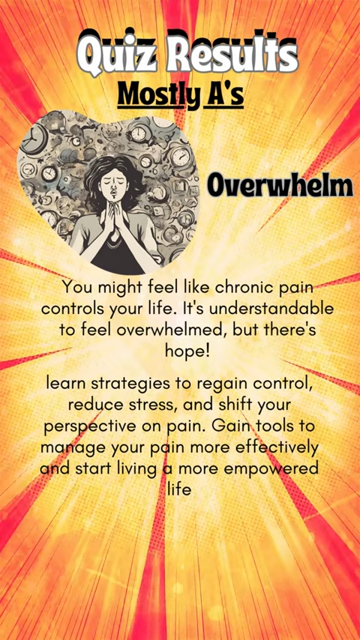 Quiz Results
Mostly A's
Overwhelm
You might feel like chronic pain
controls your life. It's understandable
to feel overwhelmed, but there's
hope!
learn strategies to regain control,
reduce stress, and shift your
perspective on pain. Gain tools to
manage your pain more effectively
and start living a more empowered
life